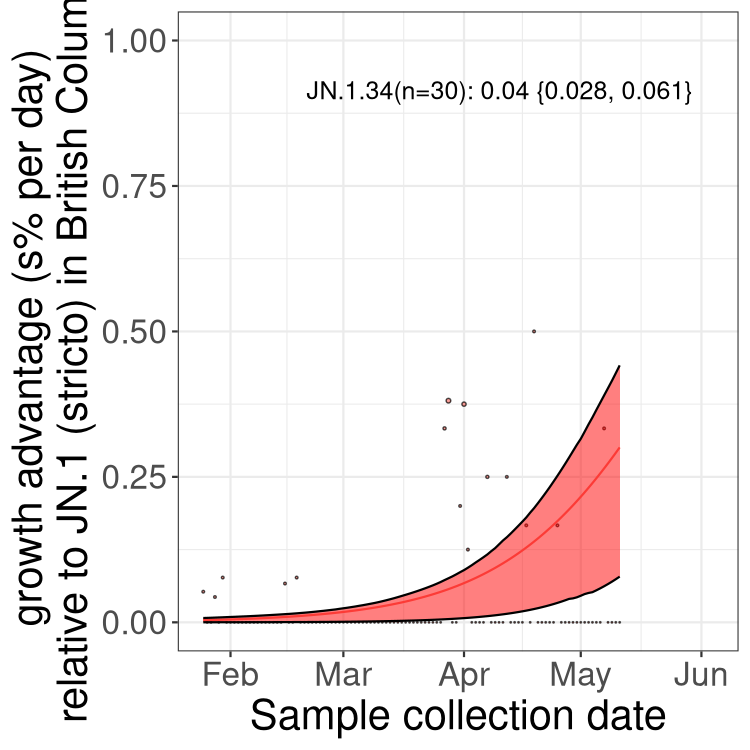 growth advantage (s% per day)
relative to JN.1 (stricto) in British Colum
1.00
0.75
0.50
0.25
0.00
JN.1.34(n=30): 0.04 {0.028, 0.061}
Feb Mar Apr May Jun
Sample collection date